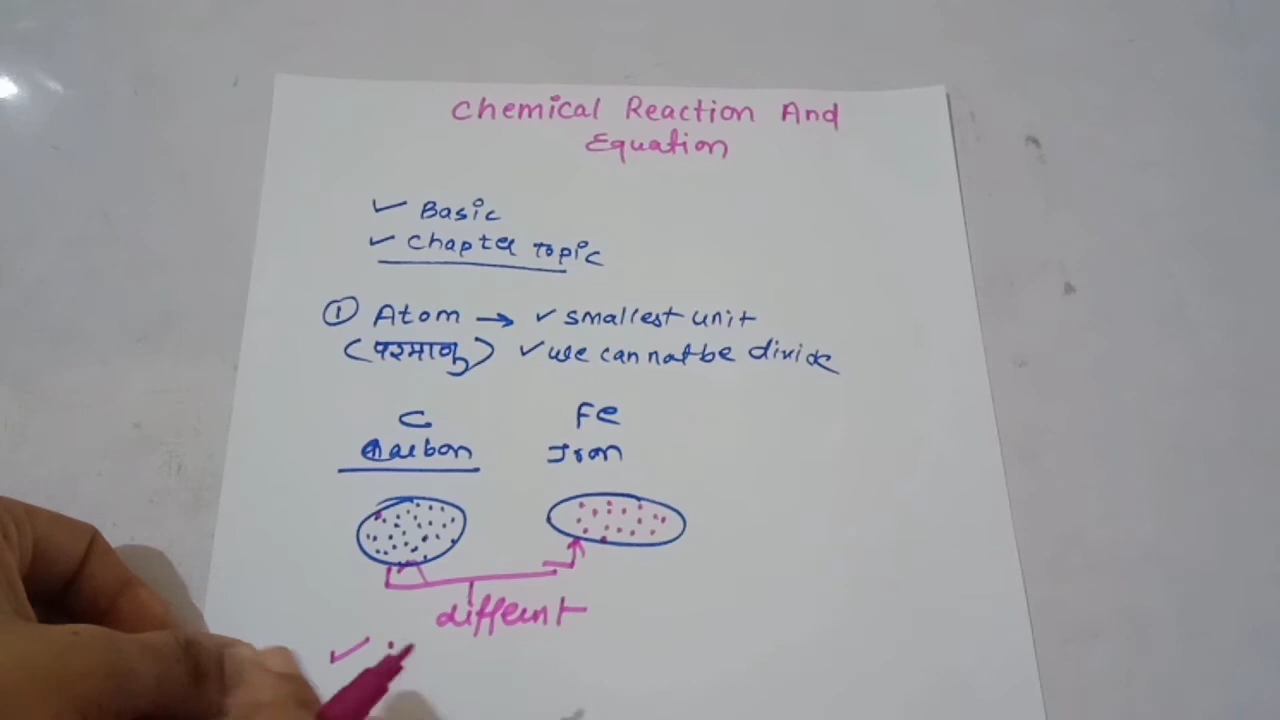 Chemical Reaction And
Equation
✓ Basic
✓ Chapter topic
① Atom → ✓ smallest unit
(परमाणु) ✓ we can not be divide
C Fe
Carbon Iron
diffeent
✓